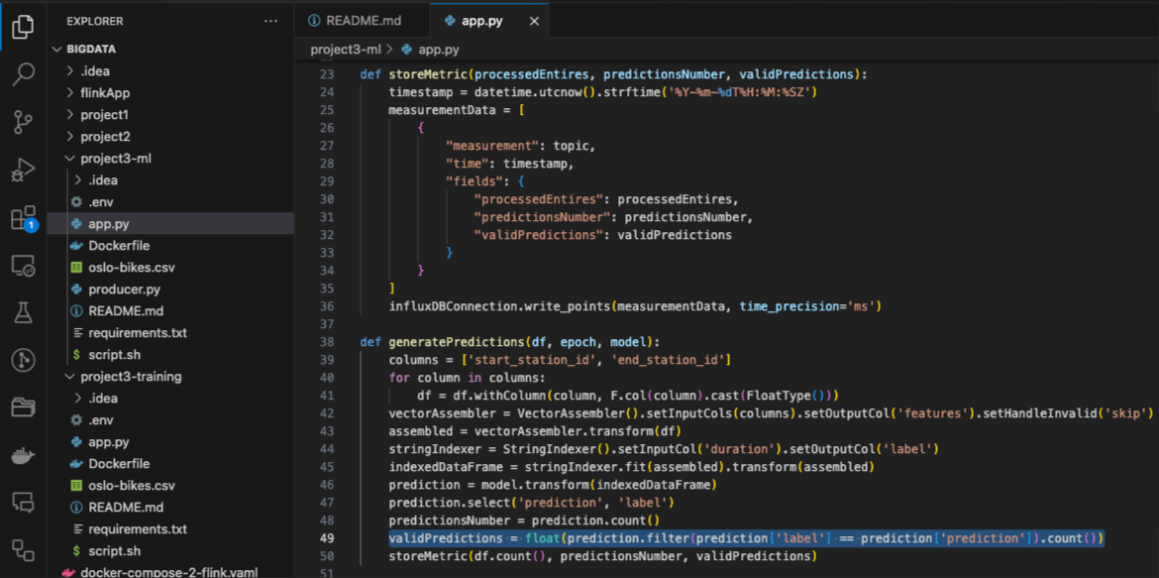 EXPLORER
BIGDATA
.idea
flinkApp
project1
project2
project3-ml
.idea
.env
app.py
Dockerfile
oslo-bikes.csv
producer.py
README.md
requirements.txt
$ script.sh
project3-training
.idea
.env
app.py
Dockerfile
oslo-bikes.csv
README.md
requirements.txt
$ script.sh
docker-compose-2-flink.yaml
1
README.md
app.py
project3-ml > app.py
23 def storeMetric(processedEntires, predictionsNumber, validPredictions):
24 timestamp = datetime.utcnow().strftime('%Y-%m-%dT%H:%M:%SZ')
25 measurementData = [
26 {
27 "measurement": topic,
28 "time": timestamp,
29 "fields": {
30 "processedEntires": processedEntires,
31 "predictionsNumber": predictionsNumber,
32 "validPredictions": validPredictions
33 }
34 }
35 ]
36 influxDBConnection.write_points(measurementData, time_precision='ms')
37
38 def generatePredictions(df, epoch, model):
39 columns = ['start_station_id', 'end_station_id']
40 for column in columns:
41 df = df.withColumn(column, F.col(column).cast(FloatType()))
42 vectorAssembler = VectorAssembler().setInputCols(columns).setOutputCol('features').setHandleInvalid('skip')
43 assembled = vectorAssembler.transform(df)
44 stringIndexer = StringIndexer().setInputCol('duration').setOutputCol('label')
45 indexedDataFrame = stringIndexer.fit(assembled).transform(assembled)
46 prediction = model.transform(indexedDataFrame)
47 prediction.select('prediction', 'label')
48 predictionsNumber = prediction.count()
49 validPredictions = float(prediction.filter(prediction['label'] == prediction['prediction']).count())
50 storeMetric(df.count(), predictionsNumber, validPredictions)
51